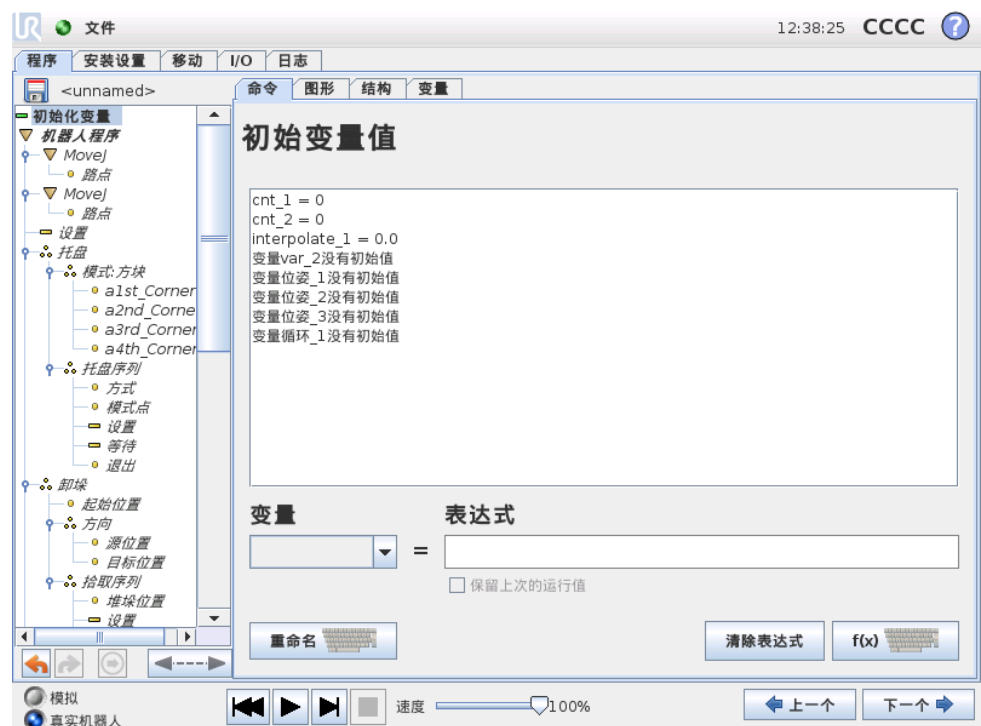 UR 文件 12:38:25 CCCC ?
程序 安装设置 移动 I/O 日志
<unnamed>
命令 图形 结构 变量
初始化变量
机器人程序
MoveJ
路点
MoveJ
路点
设置
托盘
模式:方块
a1st_Corner
a2nd_Corne
a3rd_Corner
a4th_Corner
托盘序列
方式
模式点
设置
等待
退出
卸垛
起始位置
方向
源位置
目标位置
拾取序列
堆垛位置
设置
初始变量值
cnt_1 = 0
cnt_2 = 0
interpolate_1 = 0.0
变量var_2没有初始值
变量位姿_1没有初始值
变量位姿_2没有初始值
变量位姿_3没有初始值
变量循环_1没有初始值
变量 表达式
=
保留上次的运行值
重命名 清除表达式 f(x)
模拟
真实机器人
速度 100% 上一个 下一个